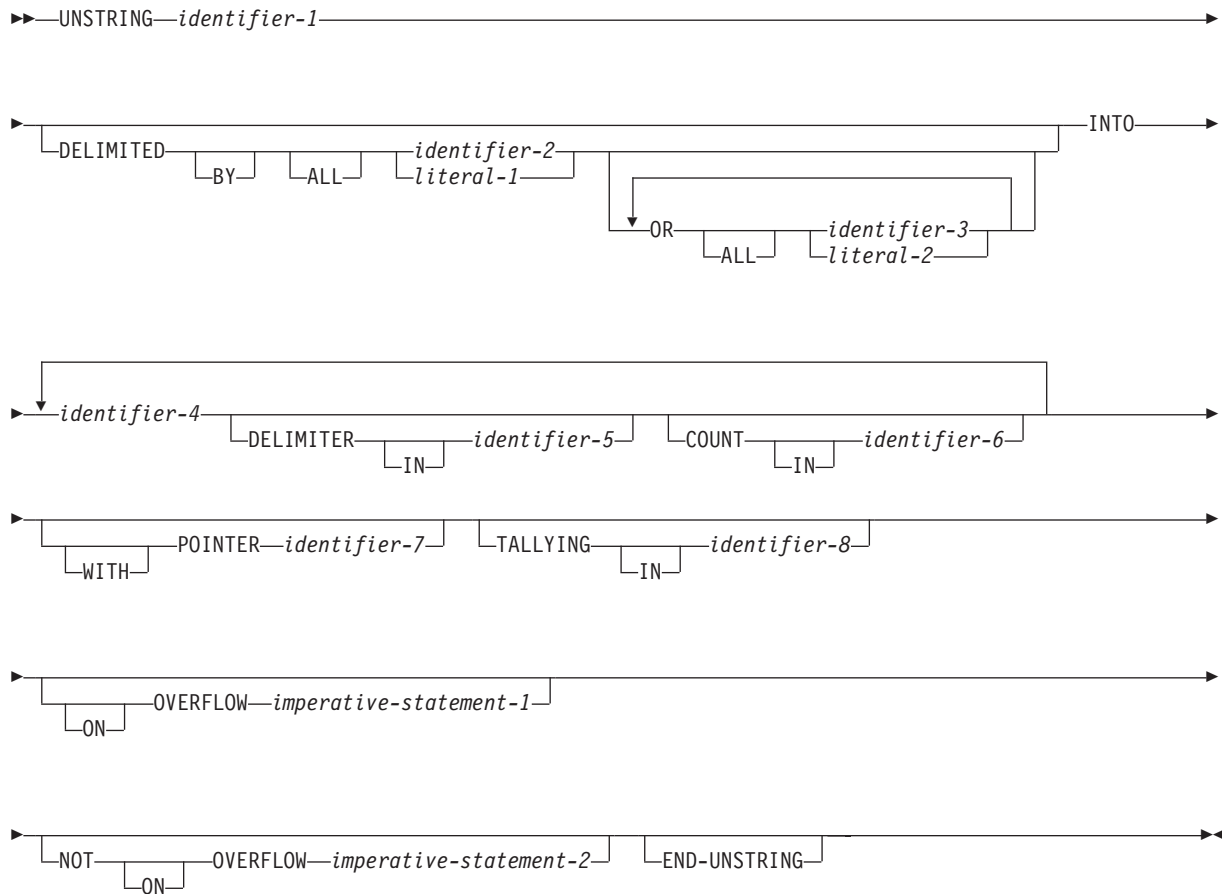 UNSTRING identifier-1
DELIMITED BY ALL identifier-2 INTO
literal-1
OR ALL identifier-3
literal-2
identifier-4 DELIMITER IN identifier-5 COUNT IN identifier-6
WITH POINTER identifier-7 TALLYING IN identifier-8
ON OVERFLOW imperative-statement-1
NOT ON OVERFLOW imperative-statement-2 END-UNSTRING